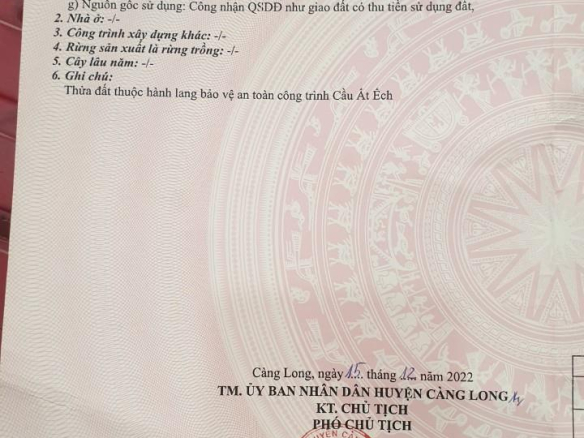 g) Nguồn gốc sử dụng: Công nhận QSDĐ như giao đất có thu tiền sử dụng đất,
2. Nhà ở: -/-
3. Công trình xây dựng khác: -/-
4. Rừng sản xuất là rừng trồng: -/-
5. Cây lâu năm: -/-
6. Ghi chú:
Thửa đất thuộc hành lang bảo vệ an toàn công trình Cầu Ất Ếch
Càng Long, ngày 15 tháng 12 năm 2022
TM. ỦY BAN NHÂN DÂN HUYỆN CÀNG LONG
KT. CHỦ TỊCH
PHÓ CHỦ TỊCH